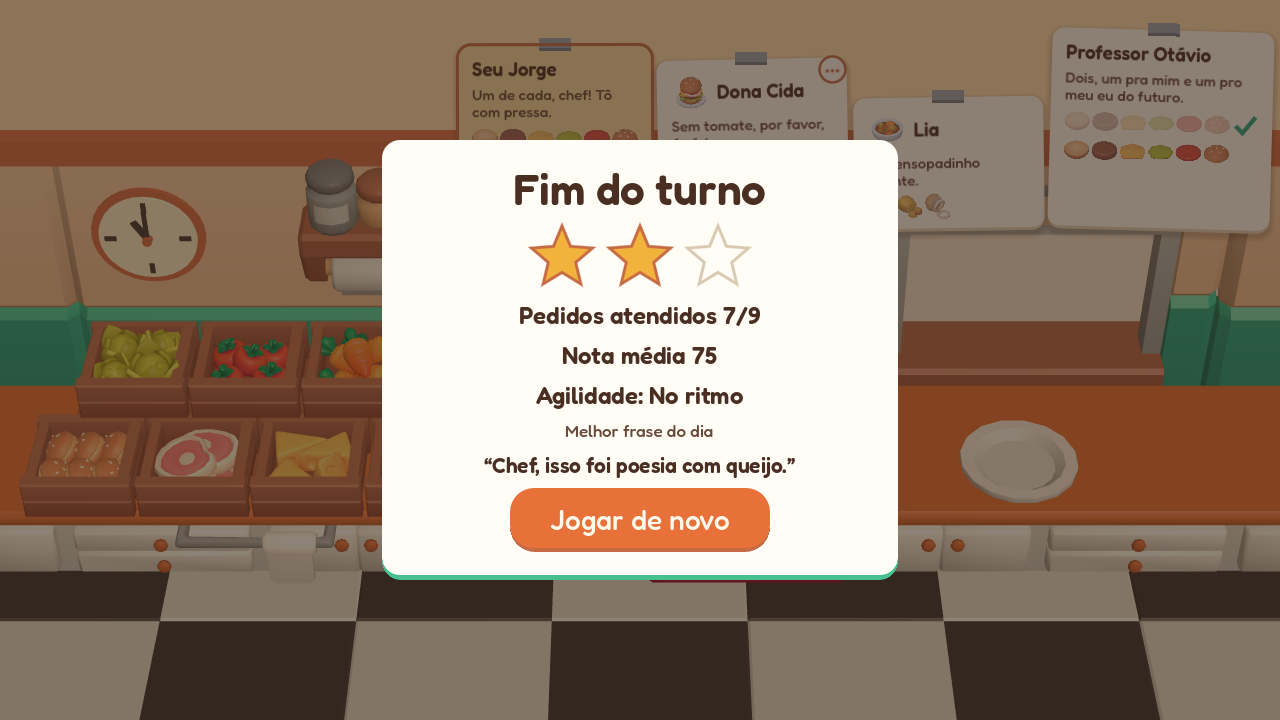 Seu Jorge
Um de cada, chef! Tô
com pressa.
Dona Cida
Sem tomate, por favor,
Lia
ensopadinho
Professor Otávio
Dois, um pra mim e um pro
meu eu do futuro.
Fim do turno
Pedidos atendidos 7/9
Nota média 75
Agilidade: No ritmo
Melhor frase do dia
“Chef, isso foi poesia com queijo.”
Jogar de novo